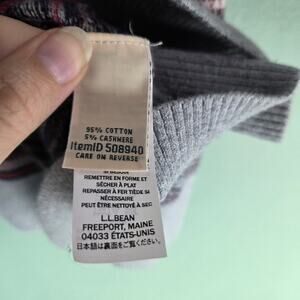 95% COTTON
5% CASHMERE
ItemID 508940
CARE ON REVERSE
REMETTRE EN FORME ET
SÉCHER À PLAT
REPASSER À FER TIÈDE SI
NÉCESSAIRE
PEUT ÊTRE NETTOYÉ À SEC
L.L.BEAN
FREEPORT, MAINE
04033 ÉTATS-UNIS
日本語は裏面をご覧ください。